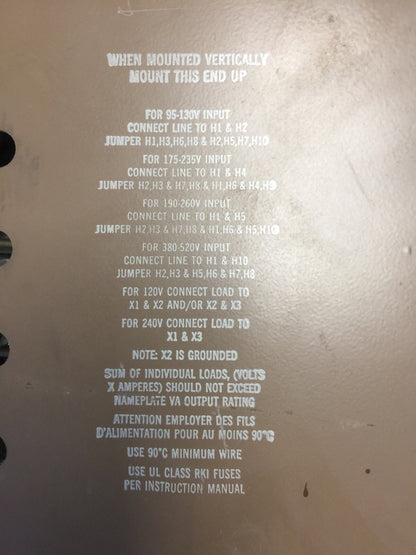 WHEN MOUNTED VERTICALLY
MOUNT THIS END UP
FOR 95-130V INPUT
CONNECT LINE TO H1 & H2
JUMPER H1,H3,H6,H8 & H2,H5,H7,H10
FOR 175-235V INPUT
CONNECT LINE TO H1 & H4
JUMPER H2,H3 & H7,H8 & H1,H6 & H4,H9
FOR 190-260V INPUT
CONNECT LINE TO H1 & H5
JUMPER H2,H3 & H7,H8 & H1,H6 & H5,H10
FOR 380-520V INPUT
CONNECT LINE TO H1 & H10
JUMPER H2,H3 & H5,H6 & H7,H8
FOR 120V CONNECT LOAD TO
X1 & X2 AND/OR X2 & X3
FOR 240V CONNECT LOAD TO
X1 & X3
NOTE: X2 IS GROUNDED
SUM OF INDIVIDUAL LOADS, (VOLTS
X AMPERES) SHOULD NOT EXCEED
NAMEPLATE VA OUTPUT RATING
ATTENTION EMPLOYER DES FILS
D'ALIMENTATION POUR AU MOINS 90°C
USE 90°C MINIMUM WIRE
USE UL CLASS RK1 FUSES
PER INSTRUCTION MANUAL